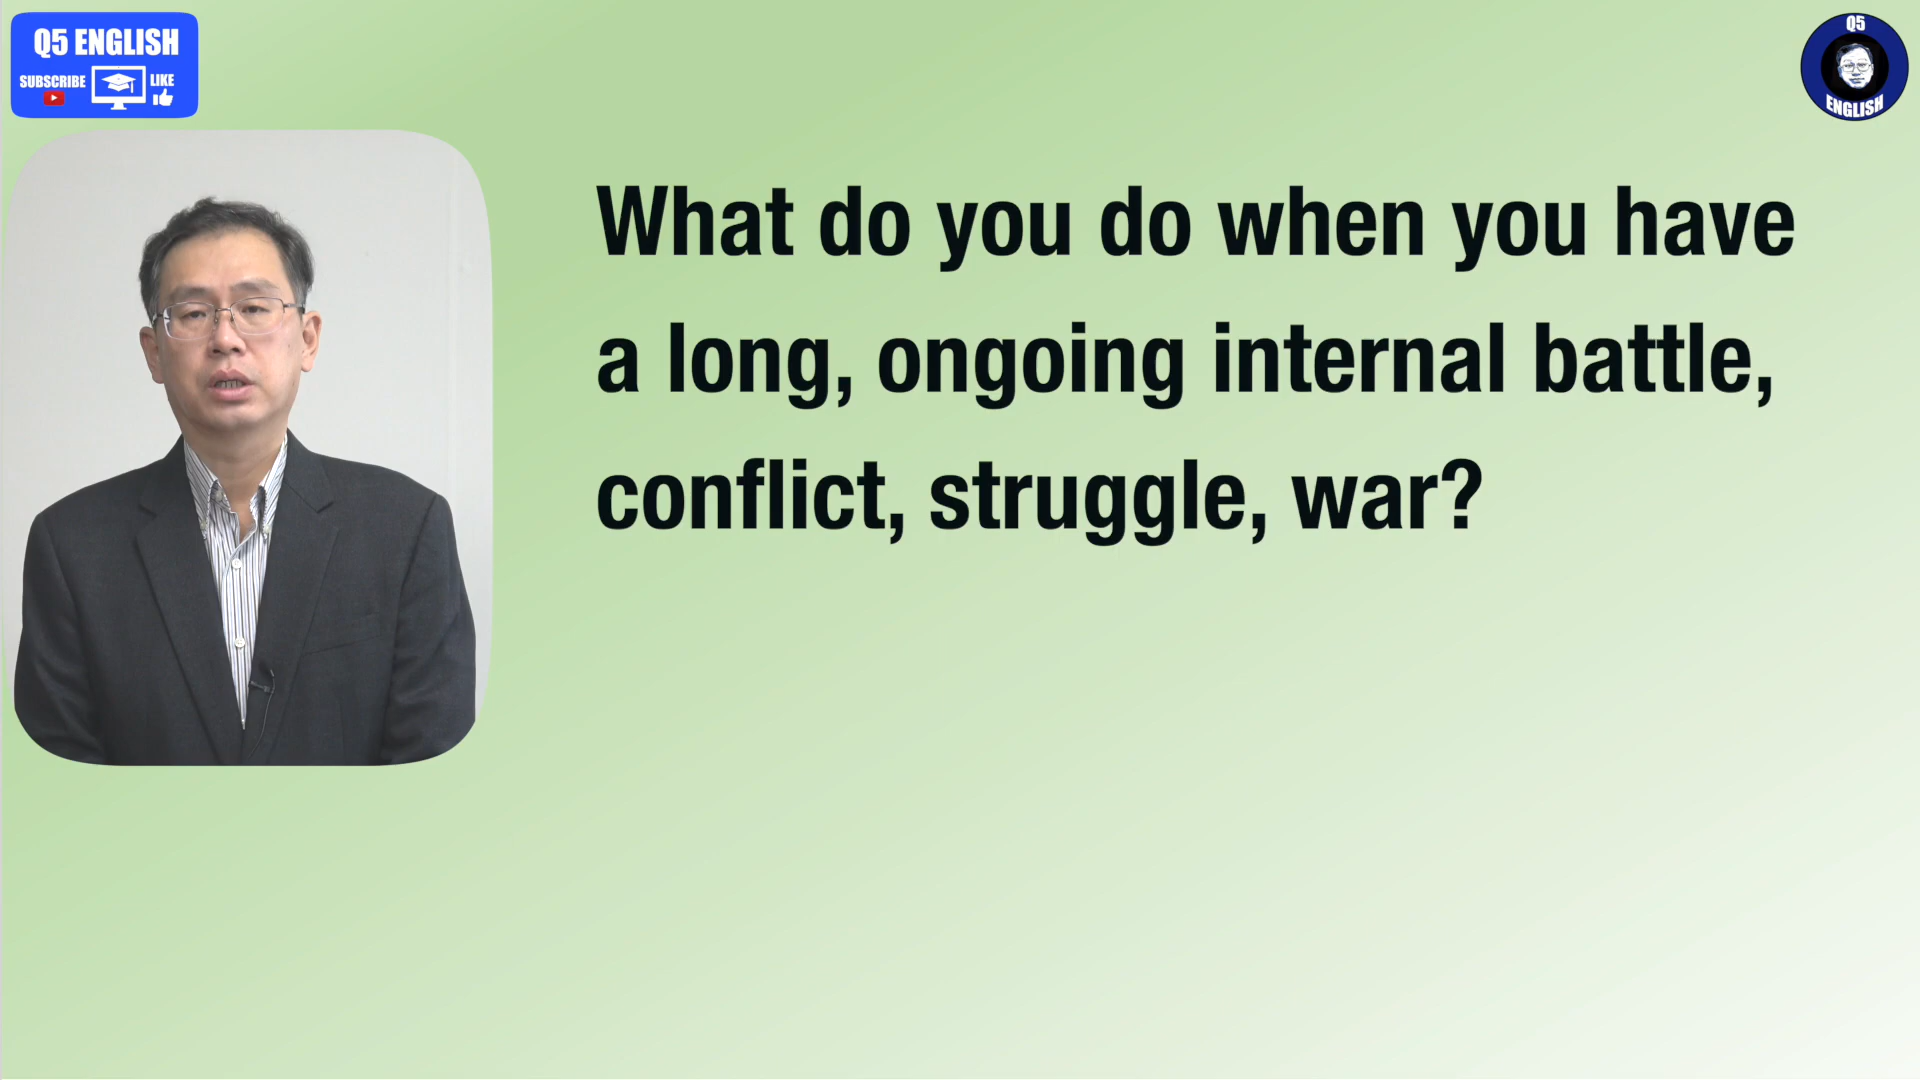 Q5 ENGLISH
SUBSCRIBE
LIKE
Q5
ENGLISH
What do you do when you have
a long, ongoing internal battle,
conflict, struggle, war?